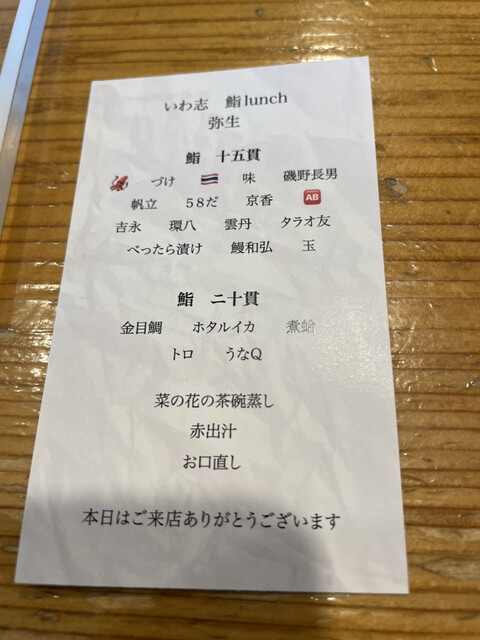 いわ志　鮨lunch
弥生
鮨　十五貫
🦑　づけ　🇹🇭　味　磯野長男
帆立　５８だ　京香　🆎
吉永　環八　雲丹　タラオ友
べったら漬け　鰻和弘　玉
鮨　二十貫
金目鯛　ホタルイカ　煮蛤
トロ　うなQ
菜の花の茶碗蒸し
赤出汁
お口直し
本日はご来店ありがとうございます